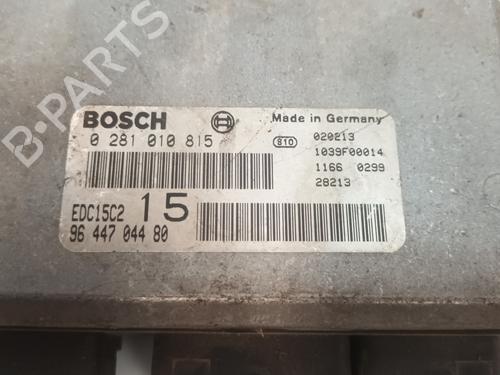 B-PARTS
BOSCH
Made in Germany
0 281 010 815
810
020213
1039F00014
1166 0299
28213
EDC15C2 15
96 447 044 80